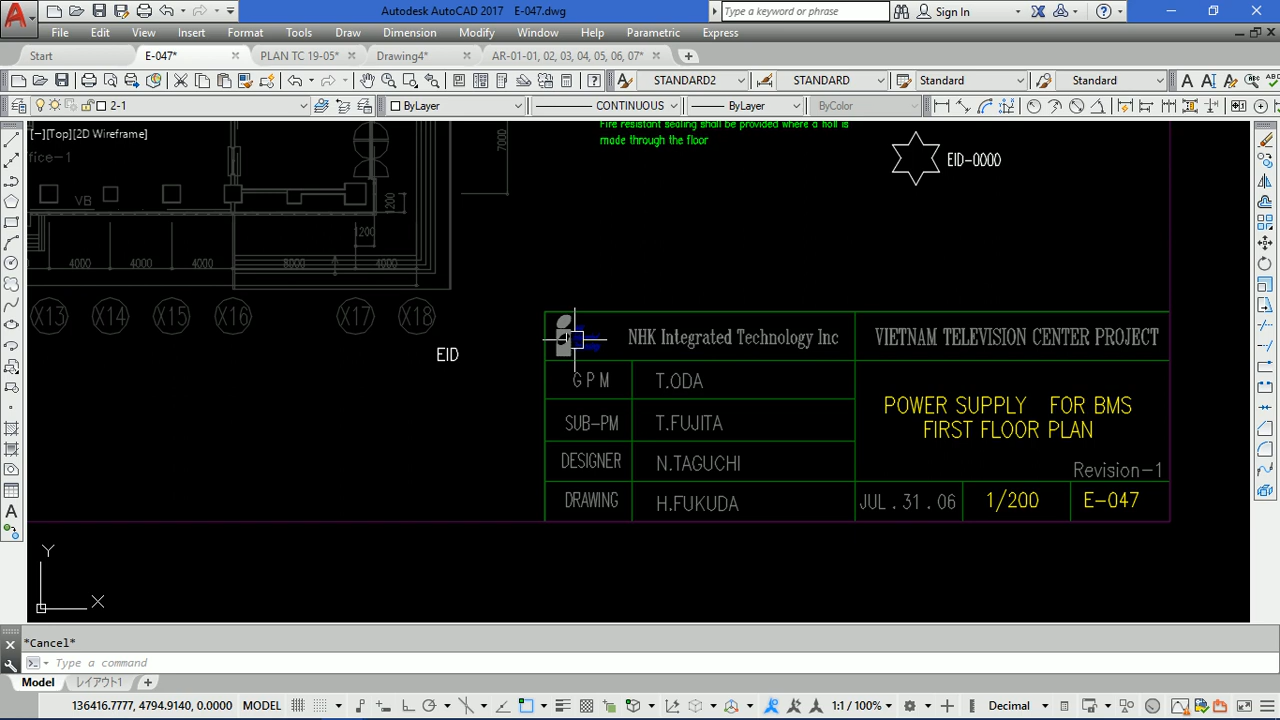 Autodesk AutoCAD 2017 E-047.dwg
Type a keyword or phrase
Sign In
File Edit View Insert Format Tools Draw Dimension Modify Window Help Parametric Express
Start E-047* PLAN TC 19-05* Drawing4* AR-01-01, 02, 03, 04, 05, 06, 07*
STANDARD2 STANDARD Standard Standard
2-1 ByLayer CONTINUOUS ByLayer ByColor
[−][Top][2D Wireframe]
Fire resistant sealing shall be provided where a holl is
made through the floor
7000
EID-0000
VB
1200
1200
4000 4000 4000 8000 4000
X13 X14 X15 X16 X17 X18
EID
NHK Integrated Technology Inc
VIETNAM TELEVISION CENTER PROJECT
G P M T.ODA
SUB-PM T.FUJITA
DESIGNER N.TAGUCHI
DRAWING H.FUKUDA
POWER SUPPLY FOR BMS
FIRST FLOOR PLAN
Revision-1
JUL . 31 . 06 1/200 E-047
Y
X
*Cancel*
Type a command
Model レイアウト1
136416.7777, 4794.9140, 0.0000 MODEL 1:1 / 100% Decimal